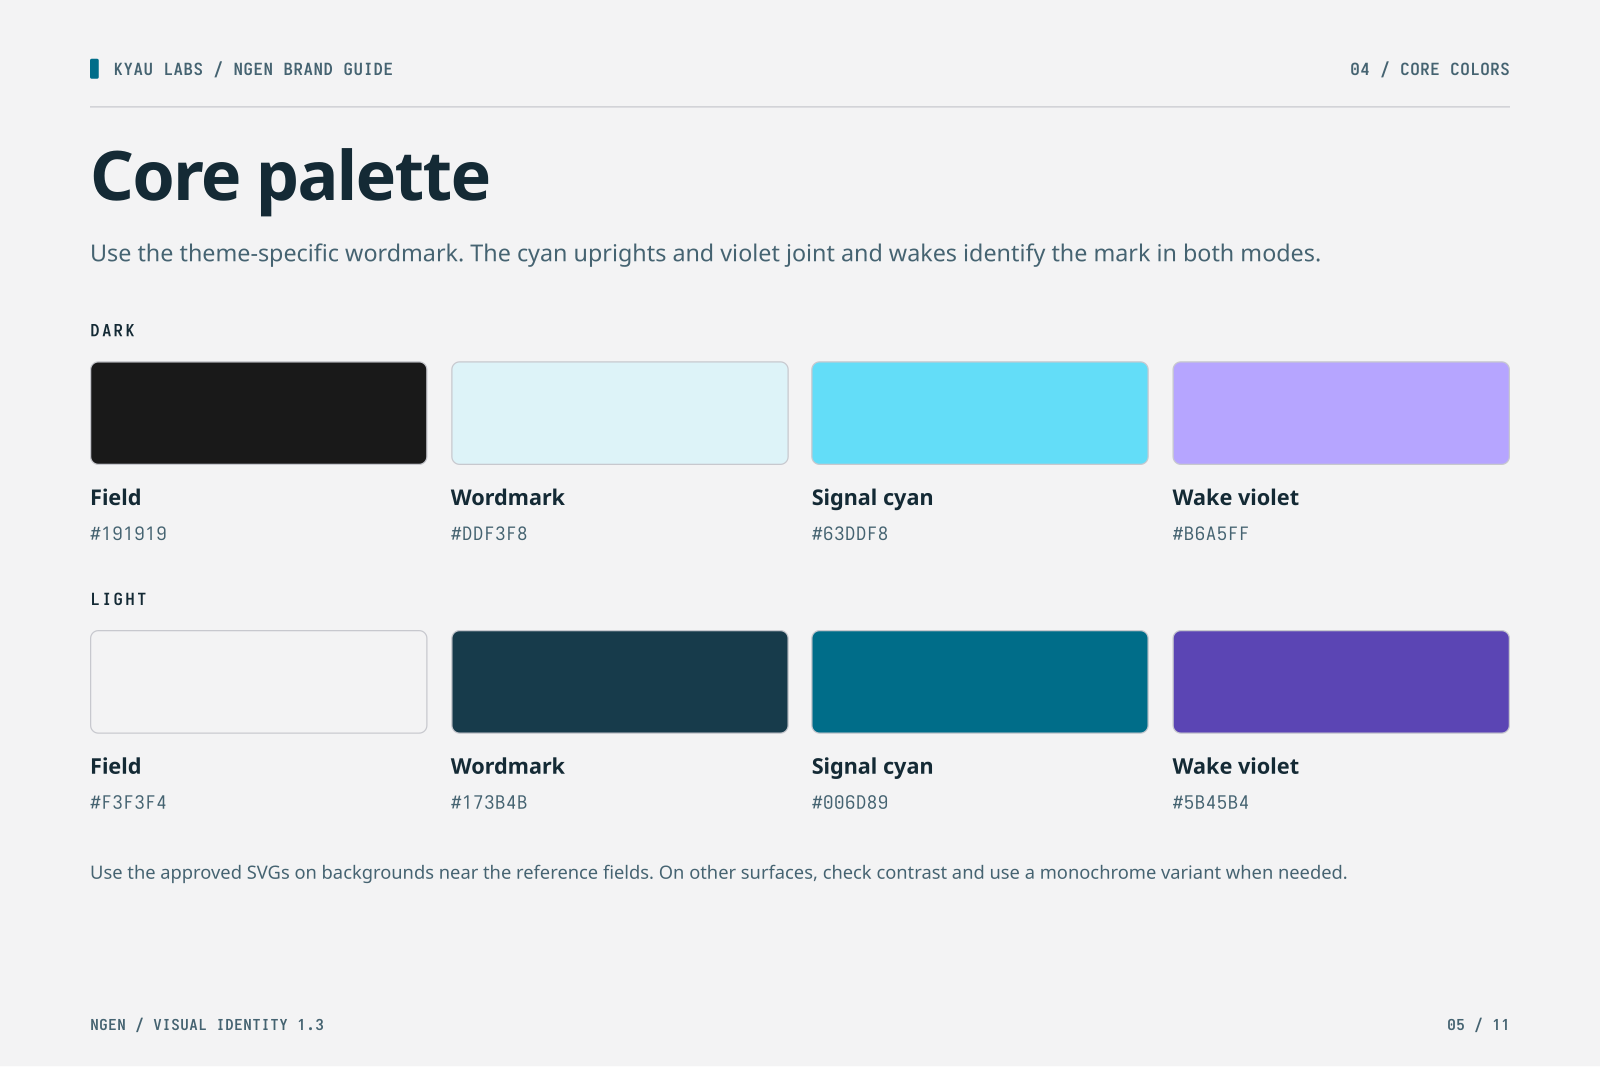 KYAU LABS / NGEN BRAND GUIDE
04 / CORE COLORS
Core palette
Use the theme-specific wordmark. The cyan uprights and violet joint and wakes identify the mark in both modes.
DARK
Field
Wordmark
Signal cyan
Wake violet
#191919
#DDF3F8
#63DDF8
#B6A5FF
LIGHT
Field
Wordmark
Signal cyan
Wake violet
#F3F3F4
#173B4B
#006D89
#5B45B4
Use the approved SVGs on backgrounds near the reference fields. On other surfaces, check contrast and use a monochrome variant when needed.
NGEN / VISUAL IDENTITY 1.3
05 / 11